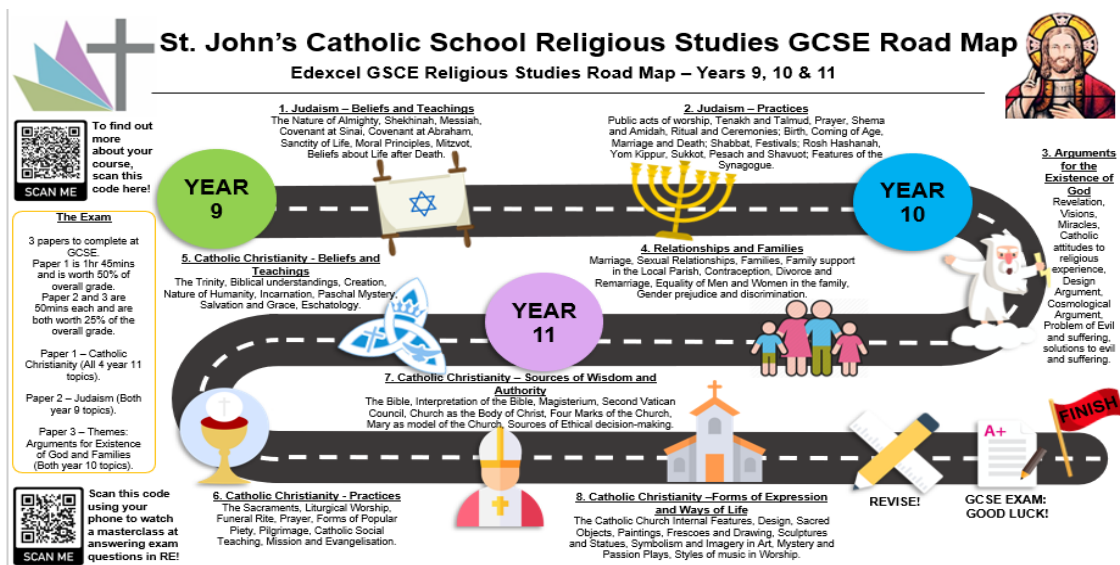 St. John's Catholic School Religious Studies GCSE Road Map
Edexcel GSCE Religious Studies Road Map – Years 9, 10 & 11
To find out
more
about your
course,
scan this
code here!
SCAN ME
The Exam
3 papers to complete at
GCSE.
Paper 1 is 1hr 45mins
and is worth 50% of
overall grade.
Paper 2 and 3 are
50mins each and are
both worth 25% of the
overall grade.
Paper 1 – Catholic
Christianity (All 4 year 11
topics).
Paper 2 – Judaism (Both
year 9 topics).
Paper 3 – Themes:
Arguments for Existence
of God and Families
(Both year 10 topics).
SCAN ME
Scan this code
using your
phone to watch
a masterclass at
answering exam
questions in RE!
YEAR
9
1. Judaism – Beliefs and Teachings
The Nature of Almighty, Shekhinah, Messiah,
Covenant at Sinai, Covenant at Abraham,
Sanctity of Life, Moral Principles, Mitzvot,
Beliefs about Life after Death.
2. Judaism – Practices
Public acts of worship, Tenakh and Talmud, Prayer, Shema
and Amidah, Ritual and Ceremonies; Birth, Coming of Age,
Marriage and Death; Shabbat, Festivals; Rosh Hashanah,
Yom Kippur, Sukkot, Pesach and Shavuot; Features of the
Synagogue.
YEAR
10
3. Arguments
for the
Existence of
God
Revelation,
Visions,
Miracles,
Catholic
attitudes to
religious
experience,
Design
Argument,
Cosmological
Argument,
Problem of Evil
and suffering,
solutions to evil
and suffering.
4. Relationships and Families
Marriage, Sexual Relationships, Families, Family support
in the Local Parish, Contraception, Divorce and
Remarriage, Equality of Men and Women in the family,
Gender prejudice and discrimination.
YEAR
11
5. Catholic Christianity - Beliefs and
Teachings
The Trinity, Biblical understandings, Creation,
Nature of Humanity, Incarnation, Paschal Mystery,
Salvation and Grace, Eschatology.
6. Catholic Christianity - Practices
The Sacraments, Liturgical Worship,
Funeral Rite, Prayer, Forms of Popular
Piety, Pilgrimage, Catholic Social
Teaching, Mission and Evangelisation.
7. Catholic Christianity – Sources of Wisdom and
Authority
The Bible, Interpretation of the Bible, Magisterium, Second Vatican
Council, Church as the Body of Christ, Four Marks of the Church,
Mary as model of the Church, Sources of Ethical decision-making.
8. Catholic Christianity –Forms of Expression
and Ways of Life
The Catholic Church Internal Features, Design, Sacred
Objects, Paintings, Frescoes and Drawing, Sculptures
and Statues, Symbolism and Imagery in Art, Mystery and
Passion Plays, Styles of music in Worship.
REVISE!
A+
GCSE EXAM:
GOOD LUCK!
FINISH